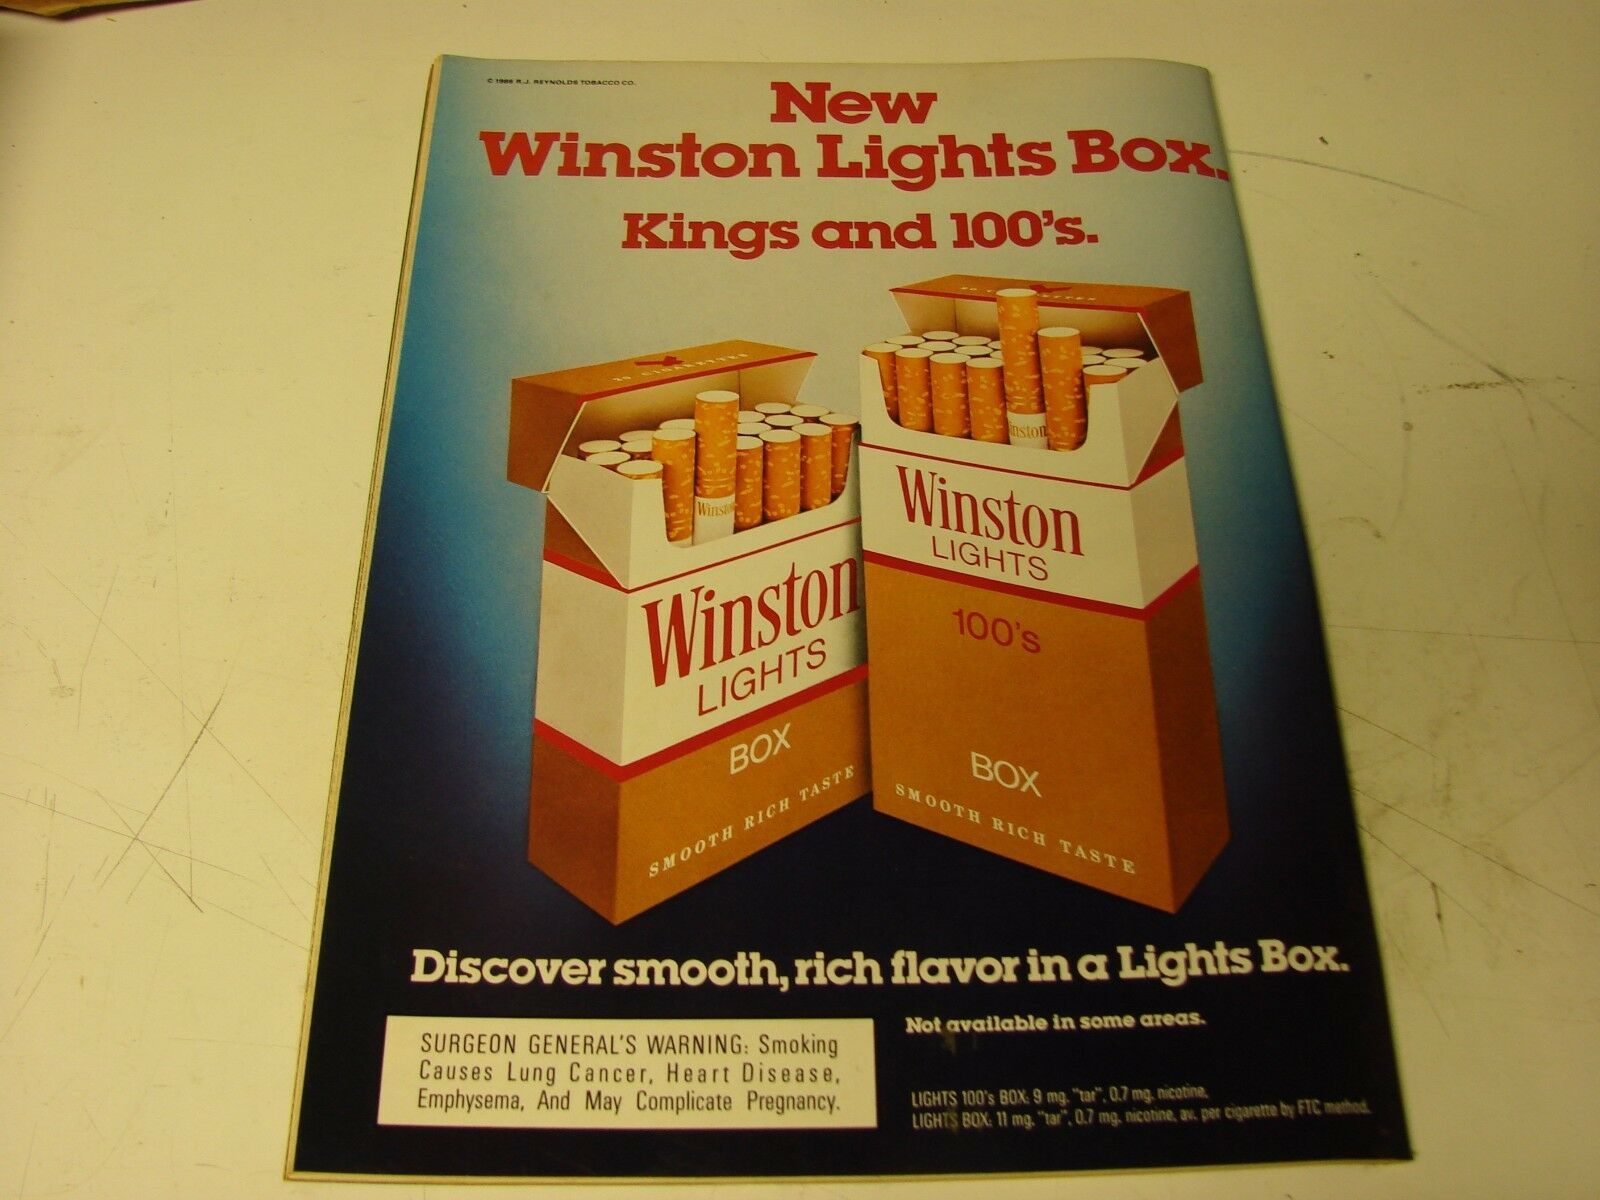 © 1986 R.J. REYNOLDS TOBACCO CO.
New
Winston Lights Box.
Kings and 100's.
20 CIGARETTES
Winston
Winston
LIGHTS
BOX
SMOOTH RICH TASTE
20 CIGARETTES
Winston
Winston
LIGHTS
100's
BOX
SMOOTH RICH TASTE
Discover smooth, rich flavor in a Lights Box.
Not available in some areas.
SURGEON GENERAL'S WARNING: Smoking
Causes Lung Cancer, Heart Disease,
Emphysema, And May Complicate Pregnancy.
LIGHTS 100's BOX: 9 mg. "tar", 0.7 mg. nicotine,
LIGHTS BOX: 11 mg. "tar", 0.7 mg. nicotine, av. per cigarette by FTC method.